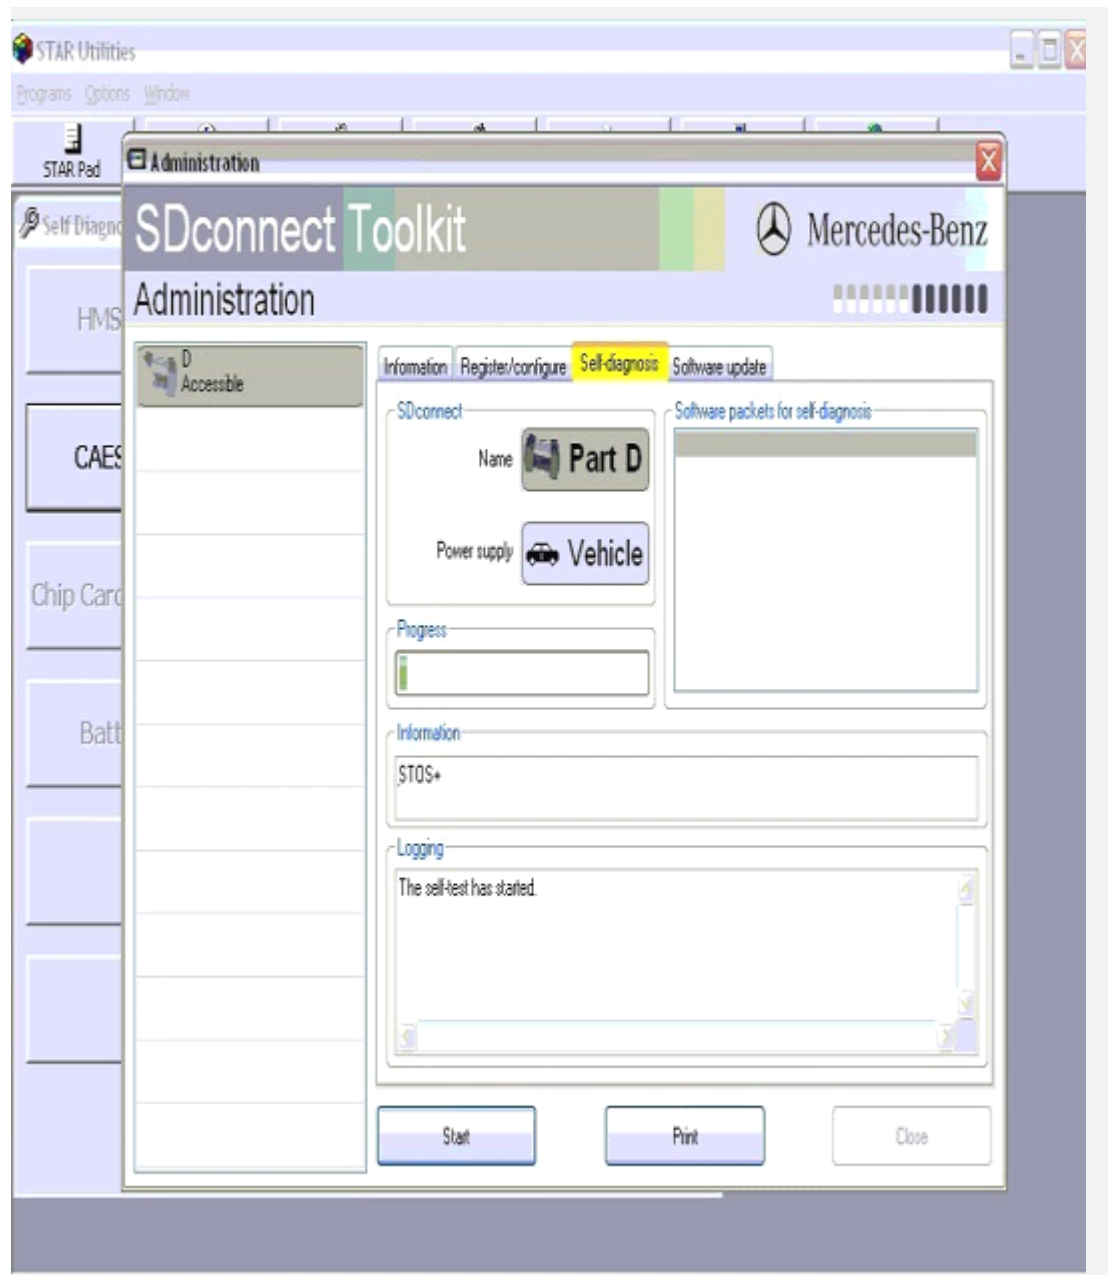 STAR Utilities
Programs Options Window
STAR Pad
Administration
Self Diagno
SDconnect Toolkit
Mercedes-Benz
Administration
HMS
CAES
Chip Card
Batt
D
Accessible
Information Register/configure Self-diagnosis Software update
SDconnect
Name Part D
Power supply Vehicle
Software packets for self-diagnosis
Progress
Information
STOS+
Logging
The self-test has started.
Start Print Close